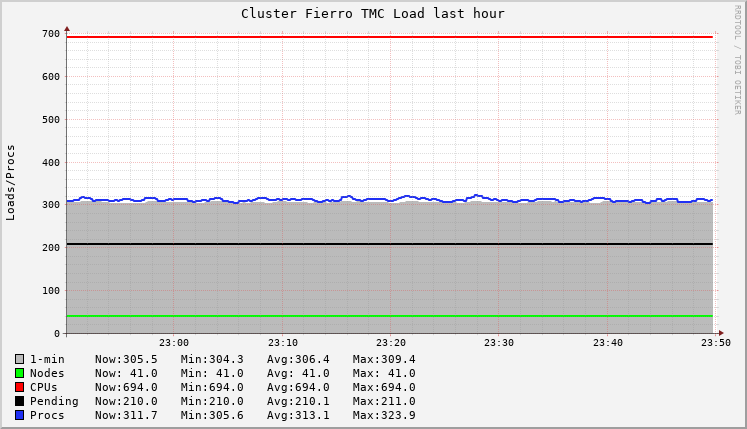 Cluster Fierro TMC Load last hour
RRDTOOL / TOBI OETIKER
Loads/Procs
700
600
500
400
300
200
100
0
23:00 23:10 23:20 23:30 23:40 23:50
1-min Now:305.5 Min:304.3 Avg:306.4 Max:309.4
Nodes Now: 41.0 Min: 41.0 Avg: 41.0 Max: 41.0
CPUs Now:694.0 Min:694.0 Avg:694.0 Max:694.0
Pending Now:210.0 Min:210.0 Avg:210.1 Max:211.0
Procs Now:311.7 Min:305.6 Avg:313.1 Max:323.9